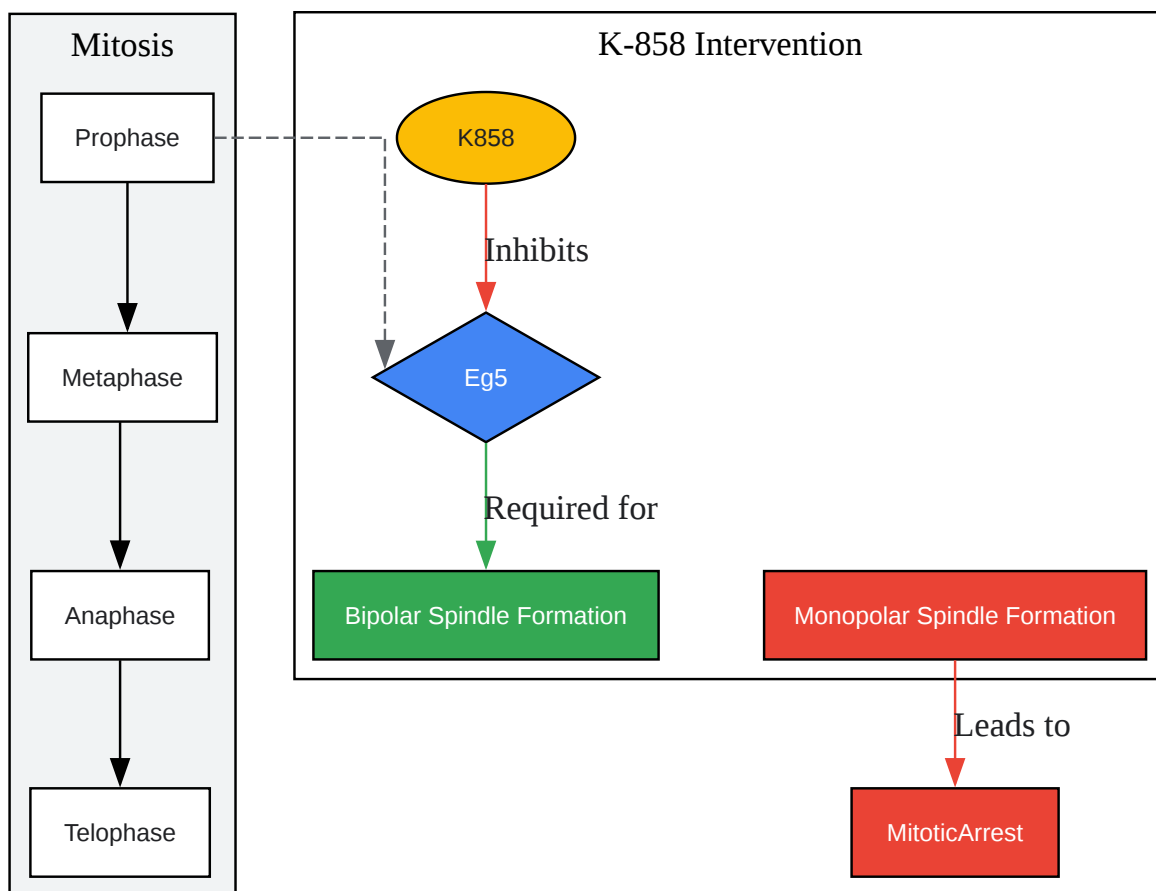 Mitosis
Prophase
Metaphase
Anaphase
Telophase
K-858 Intervention
K858
Inhibits
Eg5
Required for
Bipolar Spindle Formation
Monopolar Spindle Formation
Leads to
MitoticArrest